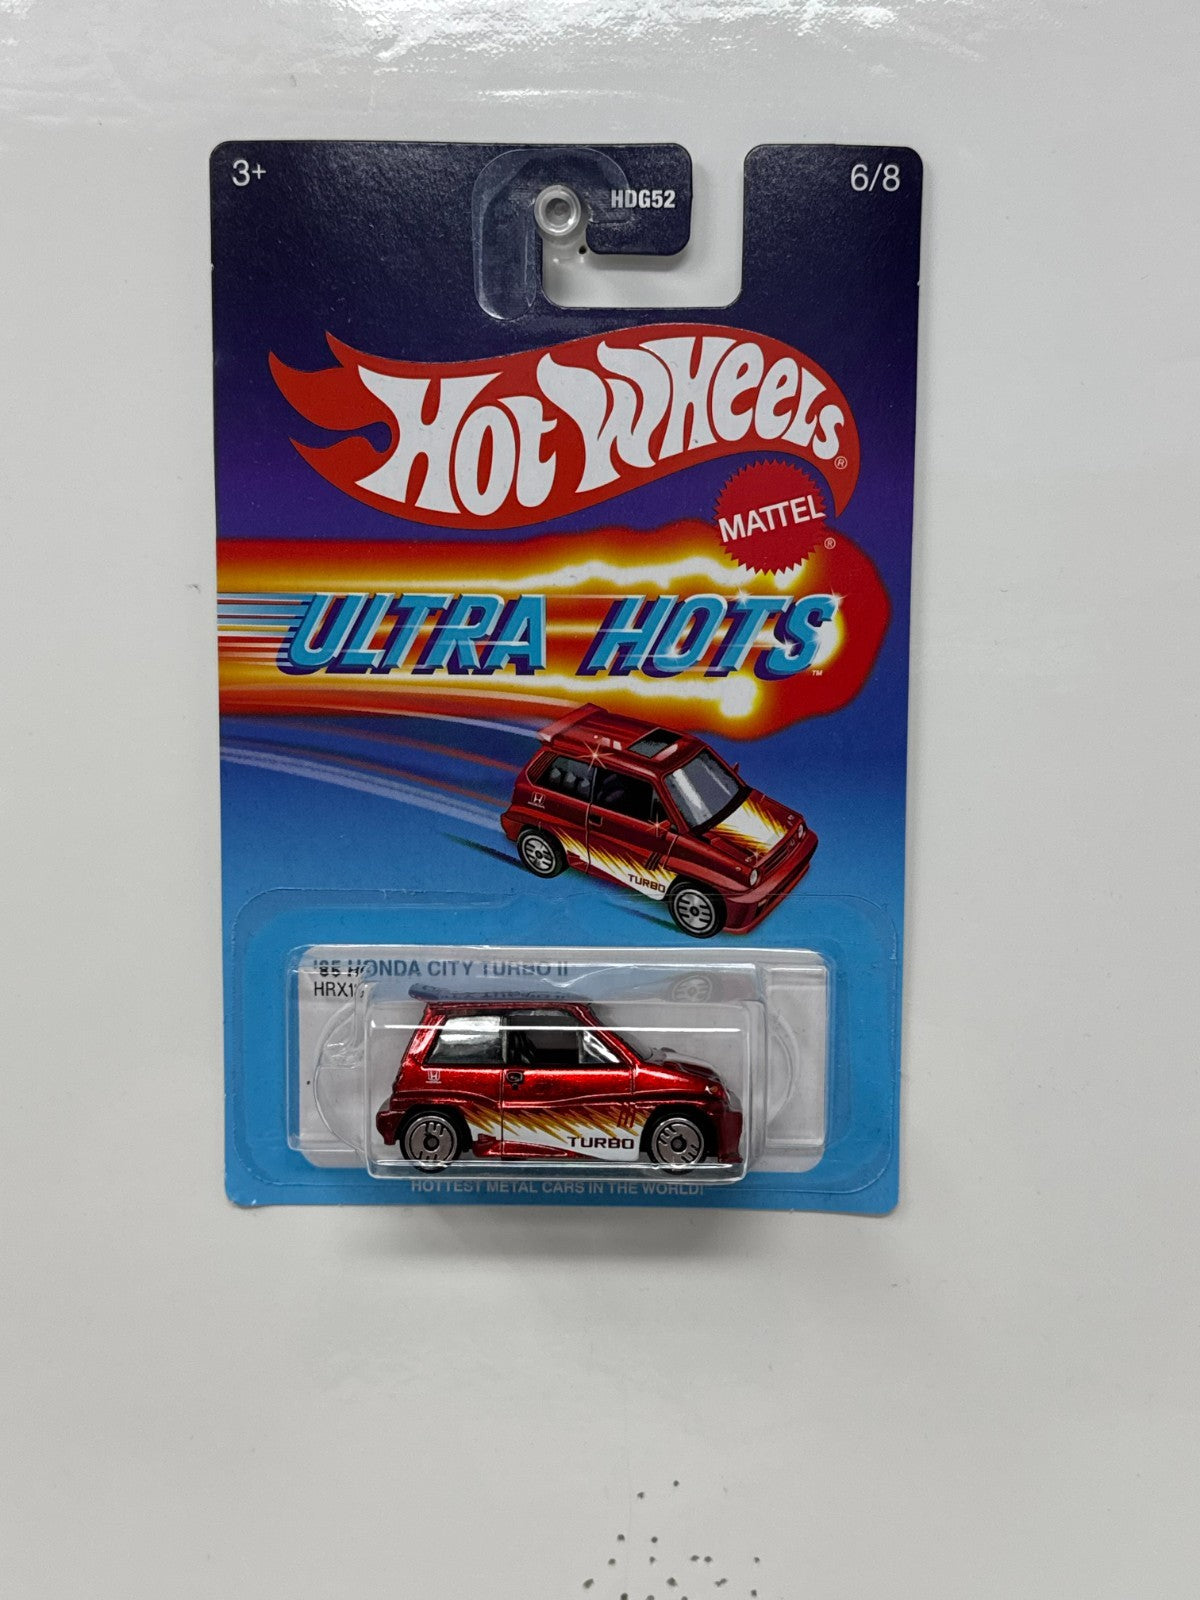 3+
HDG52
6/8
HOT WHEELS®
MATTEL®
ULTRA HOTS™
TURBO
'85 HONDA CITY TURBO II
TURBO
HOTTEST METAL CARS IN THE WORLD!